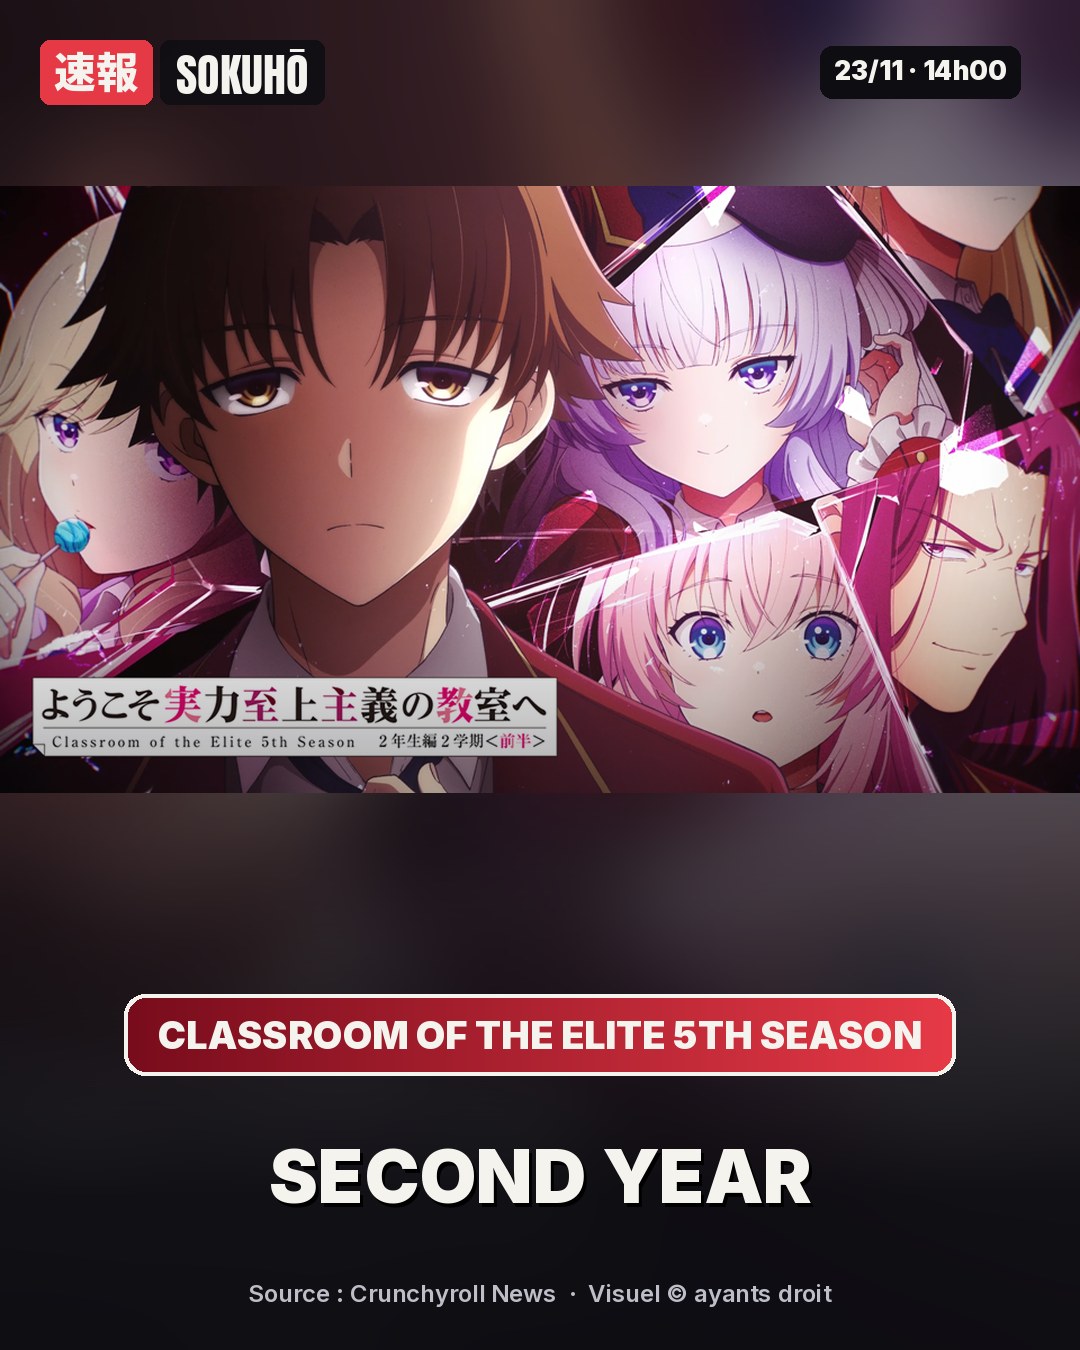 速報 SOKUHŌ
23/11 · 14h00
ようこそ実力至上主義の教室へ
Classroom of the Elite 5th Season 2年生編2学期<前半>
CLASSROOM OF THE ELITE 5TH SEASON
SECOND YEAR
Source : Crunchyroll News · Visuel © ayants droit